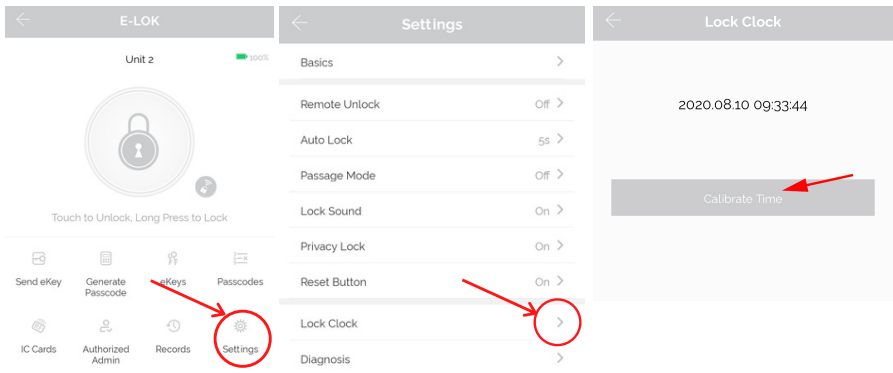 E-LOK
Unit 2
100%
Touch to Unlock, Long Press to Lock
Send eKey
Generate
Passcode
eKeys
Passcodes
IC Cards
Authorized
Admin
Records
Settings
Settings
Basics
Remote Unlock Off
Auto Lock 5s
Passage Mode Off
Lock Sound On
Privacy Lock On
Reset Button On
Lock Clock
Diagnosis
Lock Clock
2020.08.10 09:33:44
Calibrate Time